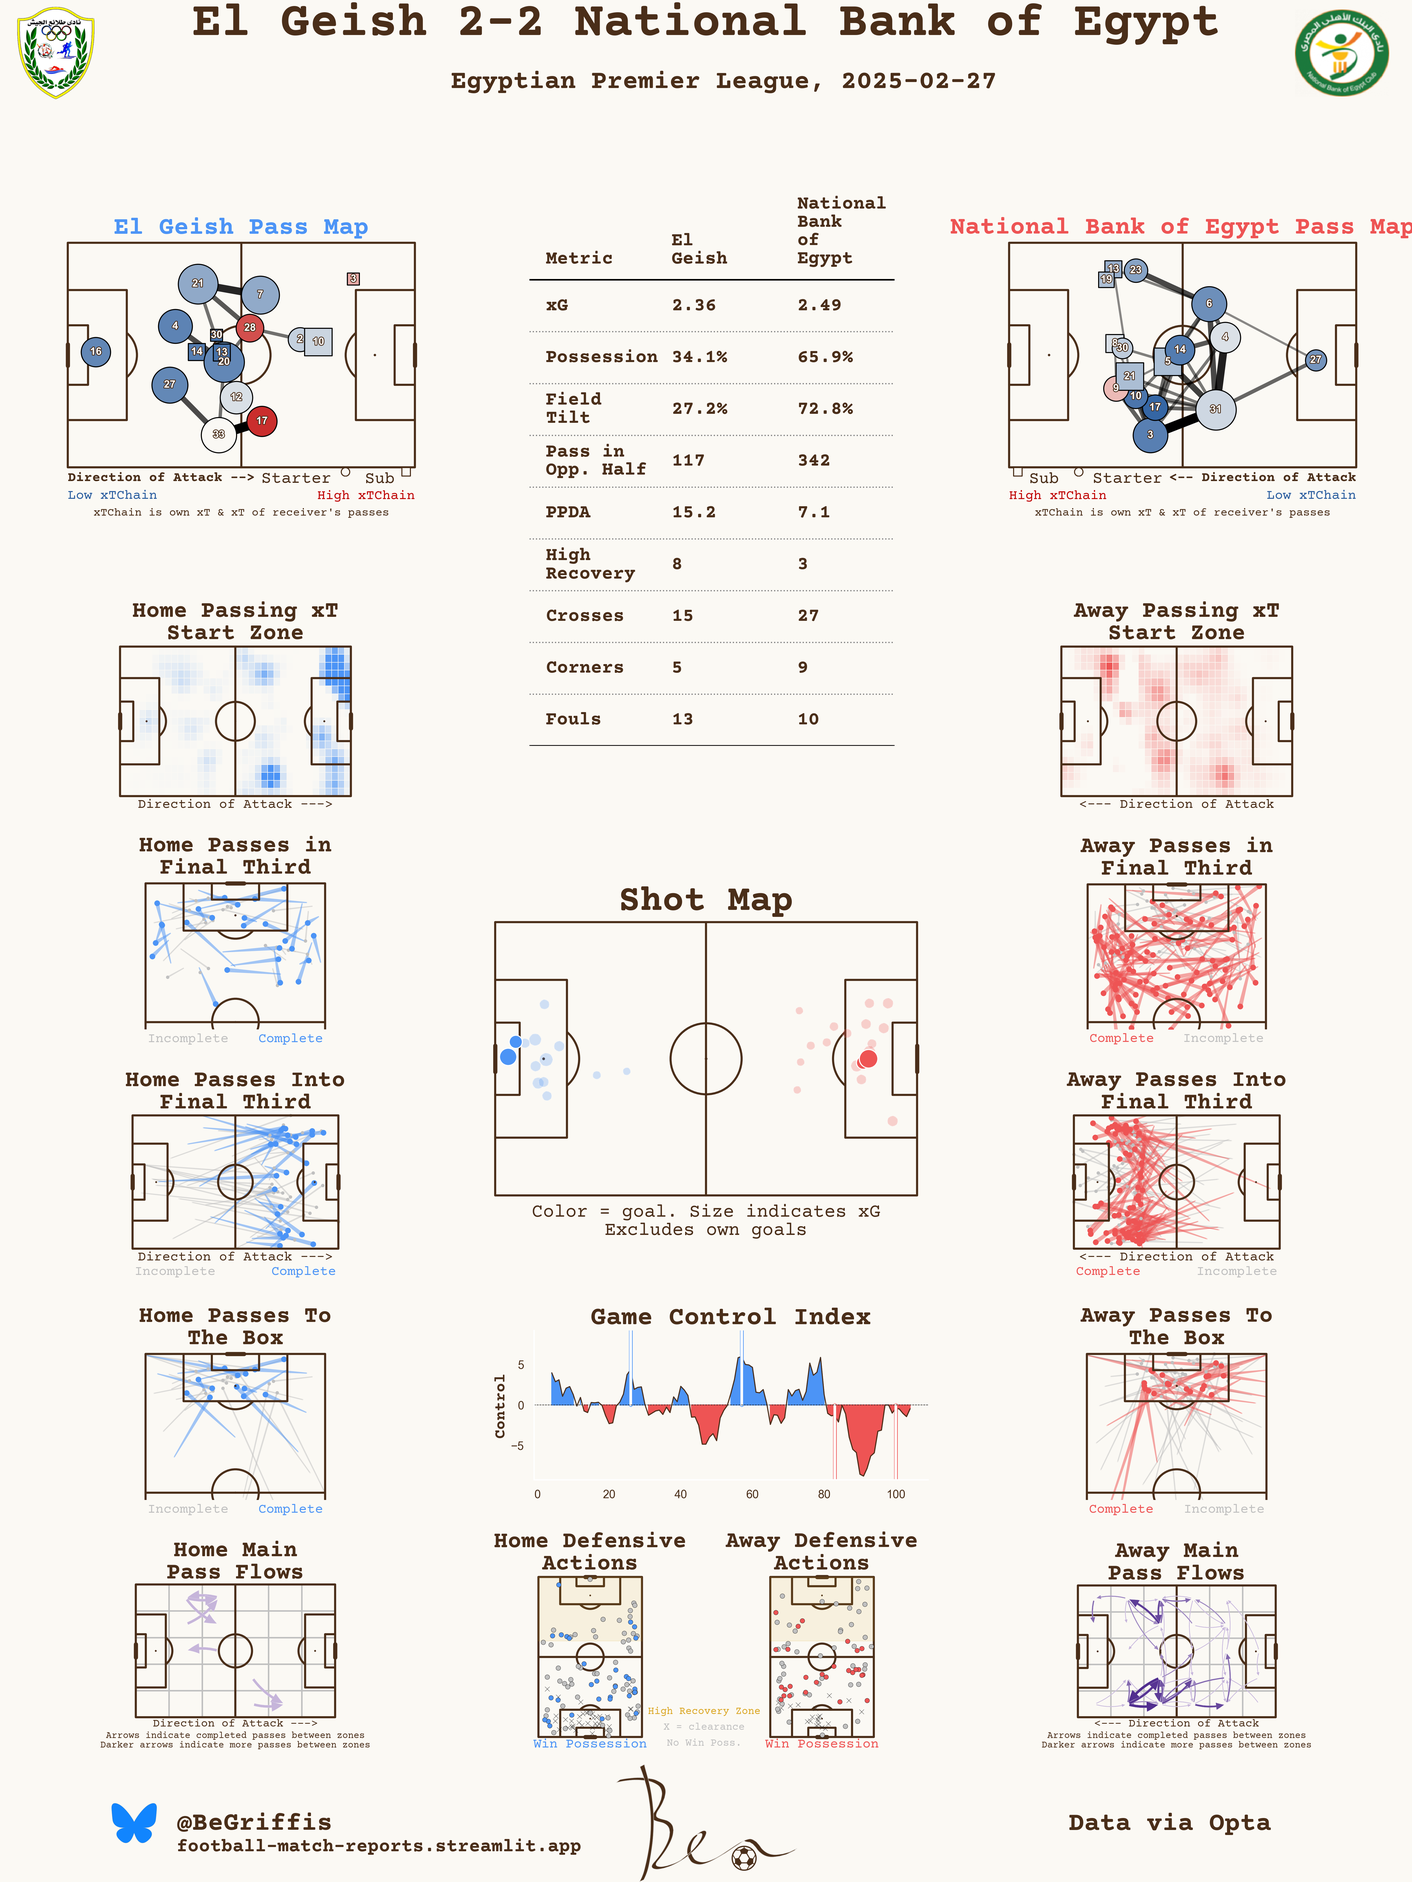 El Geish 2-2 National Bank of Egypt
Egyptian Premier League, 2025-02-27
نادي طلائع الجيش
نادي البنك الأهلي المصري
National Bank of Egypt Club
El Geish Pass Map
21
7
4
28
30
2
10
14
13
20
16
27
12
17
33
3
Direction of Attack --> Starter Sub
Low xTChain High xTChain
xTChain is own xT & xT of receiver's passes
Metric El Geish National Bank of Egypt
xG 2.36 2.49
Possession 34.1% 65.9%
Field Tilt 27.2% 72.8%
Pass in Opp. Half 117 342
PPDA 15.2 7.1
High Recovery 8 3
Crosses 15 27
Corners 5 9
Fouls 13 10
National Bank of Egypt Pass Map
13
23
19
6
8
30
4
14
5
27
21
9
10
17
31
3
Sub Starter <-- Direction of Attack
High xTChain Low xTChain
xTChain is own xT & xT of receiver's passes
Home Passing xT
Start Zone
Direction of Attack --->
Away Passing xT
Start Zone
<--- Direction of Attack
Home Passes in
Final Third
Incomplete Complete
Away Passes in
Final Third
Complete Incomplete
Shot Map
Color = goal. Size indicates xG
Excludes own goals
Home Passes Into
Final Third
Direction of Attack --->
Incomplete Complete
Away Passes Into
Final Third
<--- Direction of Attack
Complete Incomplete
Home Passes To
The Box
Incomplete Complete
Game Control Index
Control
5
0
−5
0 20 40 60 80 100
Away Passes To
The Box
Complete Incomplete
Home Main
Pass Flows
Direction of Attack --->
Arrows indicate completed passes between zones
Darker arrows indicate more passes between zones
Home Defensive
Actions
Win Possession
Away Defensive
Actions
Win Possession
High Recovery Zone
X = clearance
No Win Poss.
Away Main
Pass Flows
<--- Direction of Attack
Arrows indicate completed passes between zones
Darker arrows indicate more passes between zones
@BeGriffis
football-match-reports.streamlit.app
Ben
Data via Opta